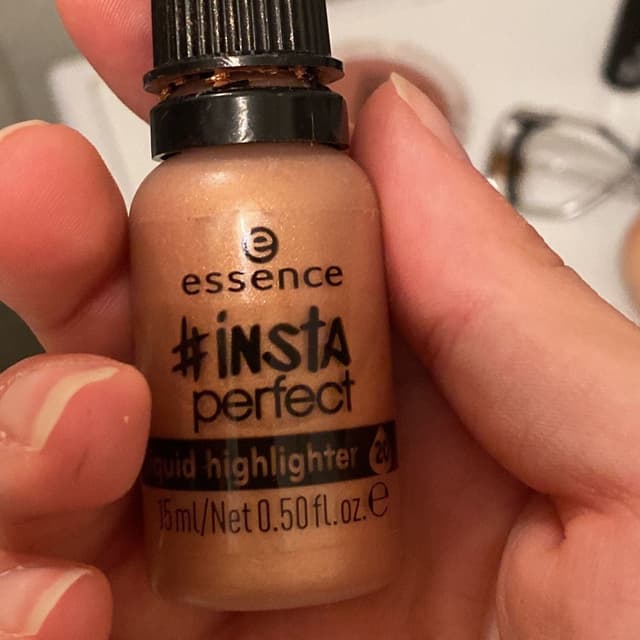 e
essence
#insta
perfect
quid highlighter 20
15ml/Net 0.50fl.oz.℮